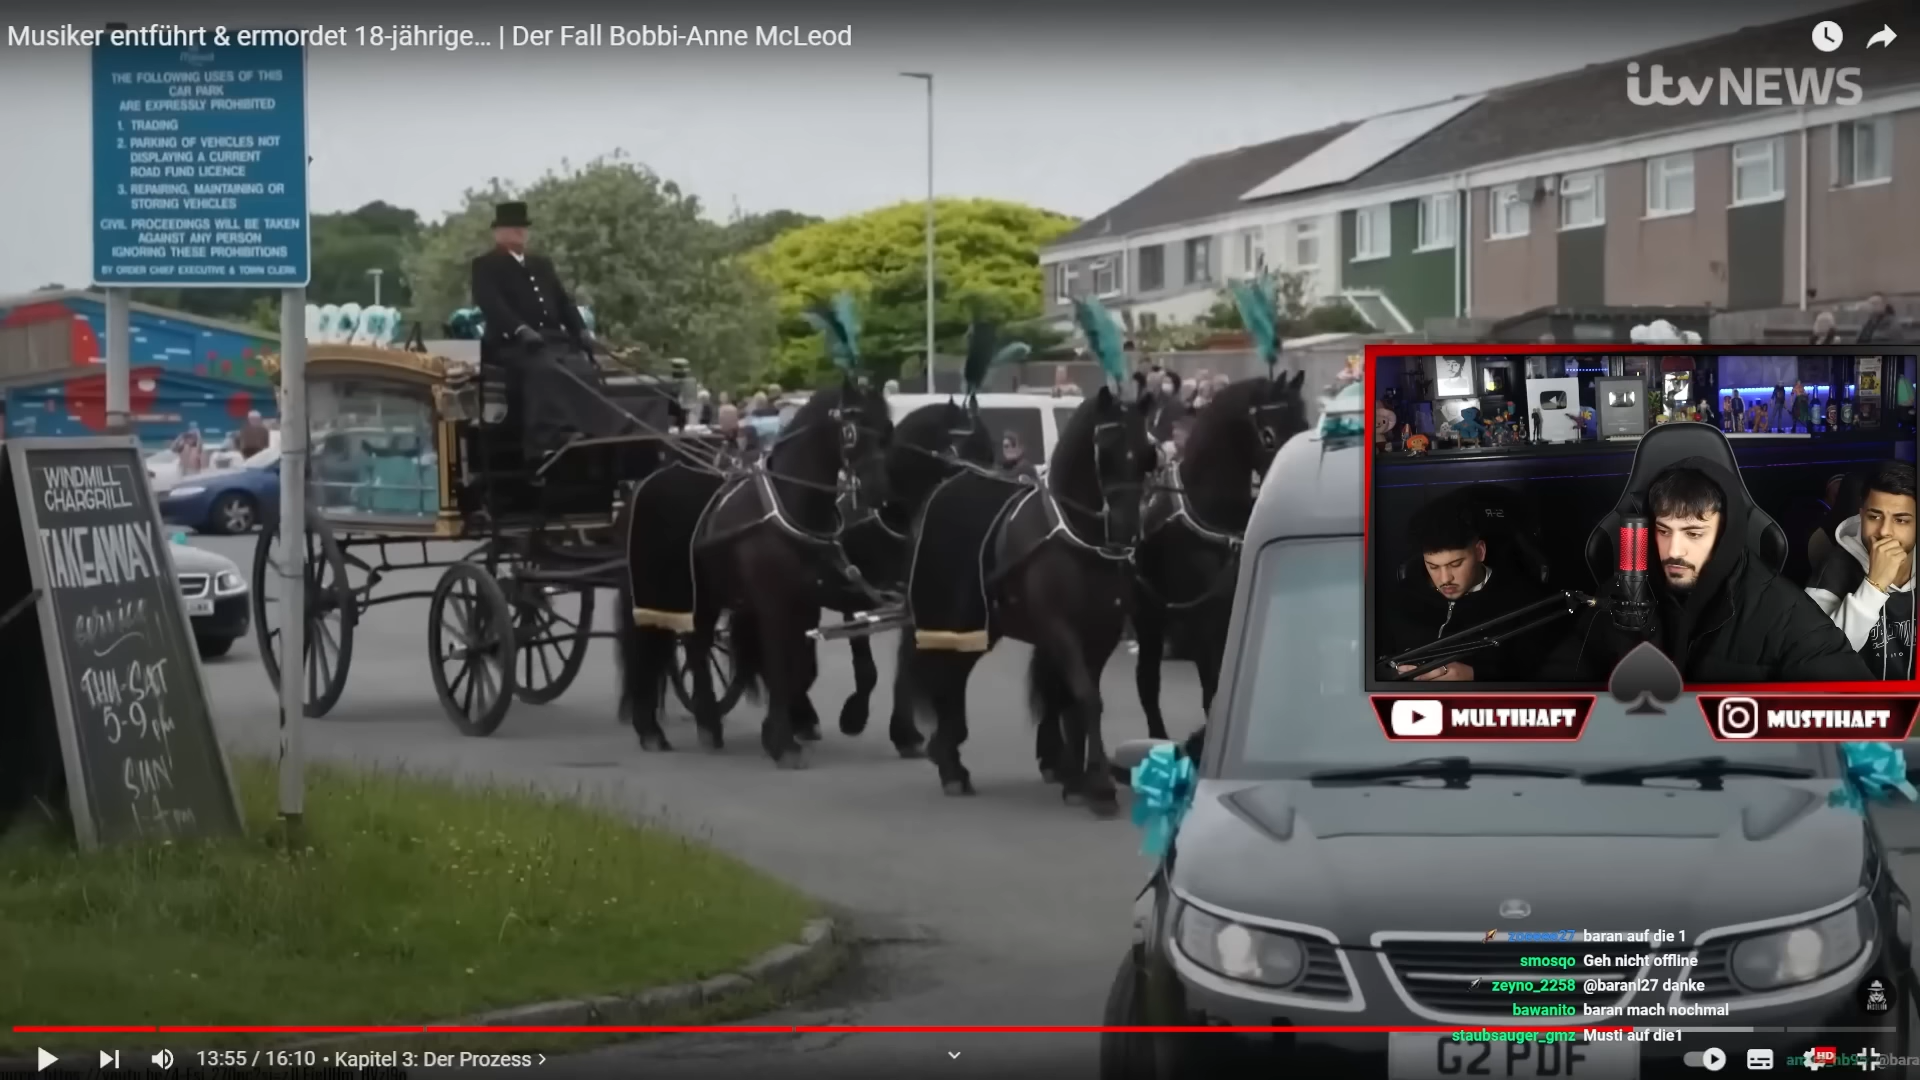 Musiker entführt & ermordet 18-jährige... | Der Fall Bobbi-Anne McLeod
itv NEWS
THE FOLLOWING USES OF THIS
CAR PARK
ARE EXPRESSLY PROHIBITED
1. TRADING
2. PARKING OF VEHICLES NOT
DISPLAYING A CURRENT
ROAD FUND LICENCE
3. REPAIRING, MAINTAINING OR
STORING VEHICLES
CIVIL PROCEEDINGS WILL BE TAKEN
AGAINST ANY PERSON
IGNORING THESE PROHIBITIONS
BY ORDER CHIEF EXECUTIVE & TOWN CLERK
WINDMILL
CHARGRILL
TAKEAWAY
service
THU-SAT
5-9pm
SUN
MULTIHAFT
MUSTIHAFT
baran auf die 1
smosqo Geh nicht offline
zeyno_2258 @baranl27 danke
bawanito baran mach nochmal
staubsauger_gmz Musti auf die1
G2 PDF
13:55 / 16:10 • Kapitel 3: Der Prozess
HD